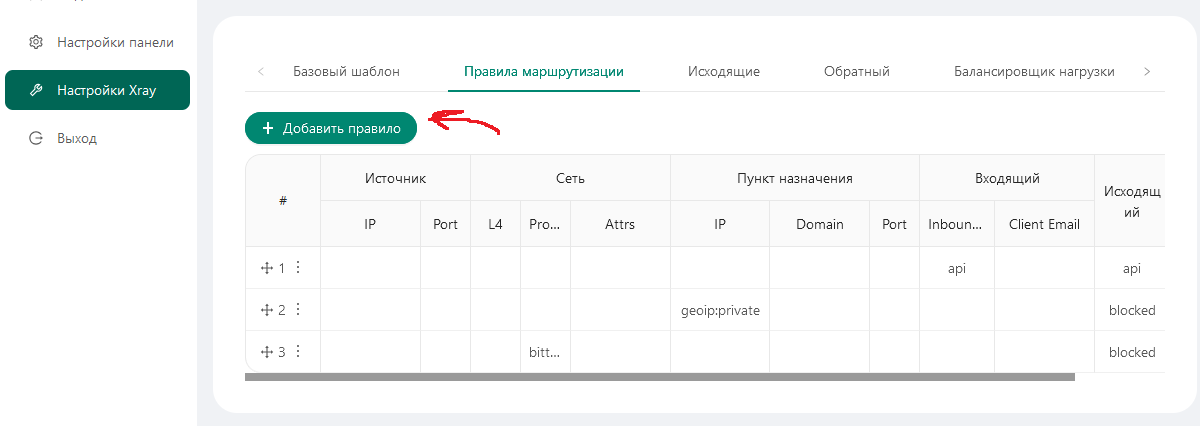 Настройки панели
Настройки Xray
Выход
Базовый шаблон Правила маршрутизации Исходящие Обратный Балансировщик нагрузки
+ Добавить правило
# Источник Сеть Пункт назначения Входящий Исходящ
ий
IP Port L4 Pro... Attrs IP Domain Port Inboun... Client Email
1 api api
2 geoip:private blocked
3 bitt... blocked